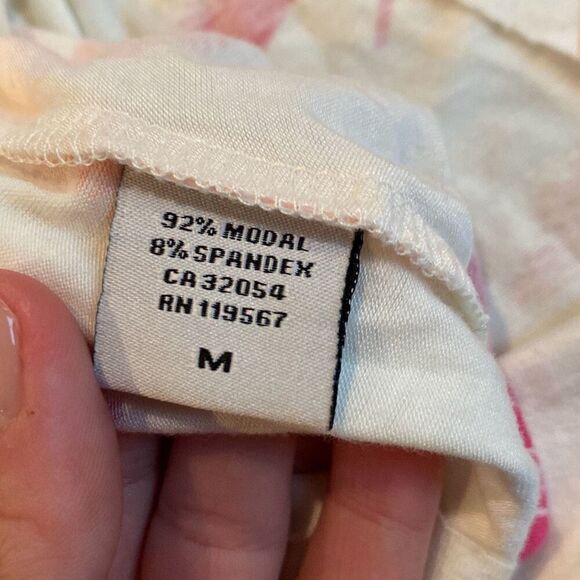 92% MODAL
8% SPANDEX
CA 32054
RN 119567
M